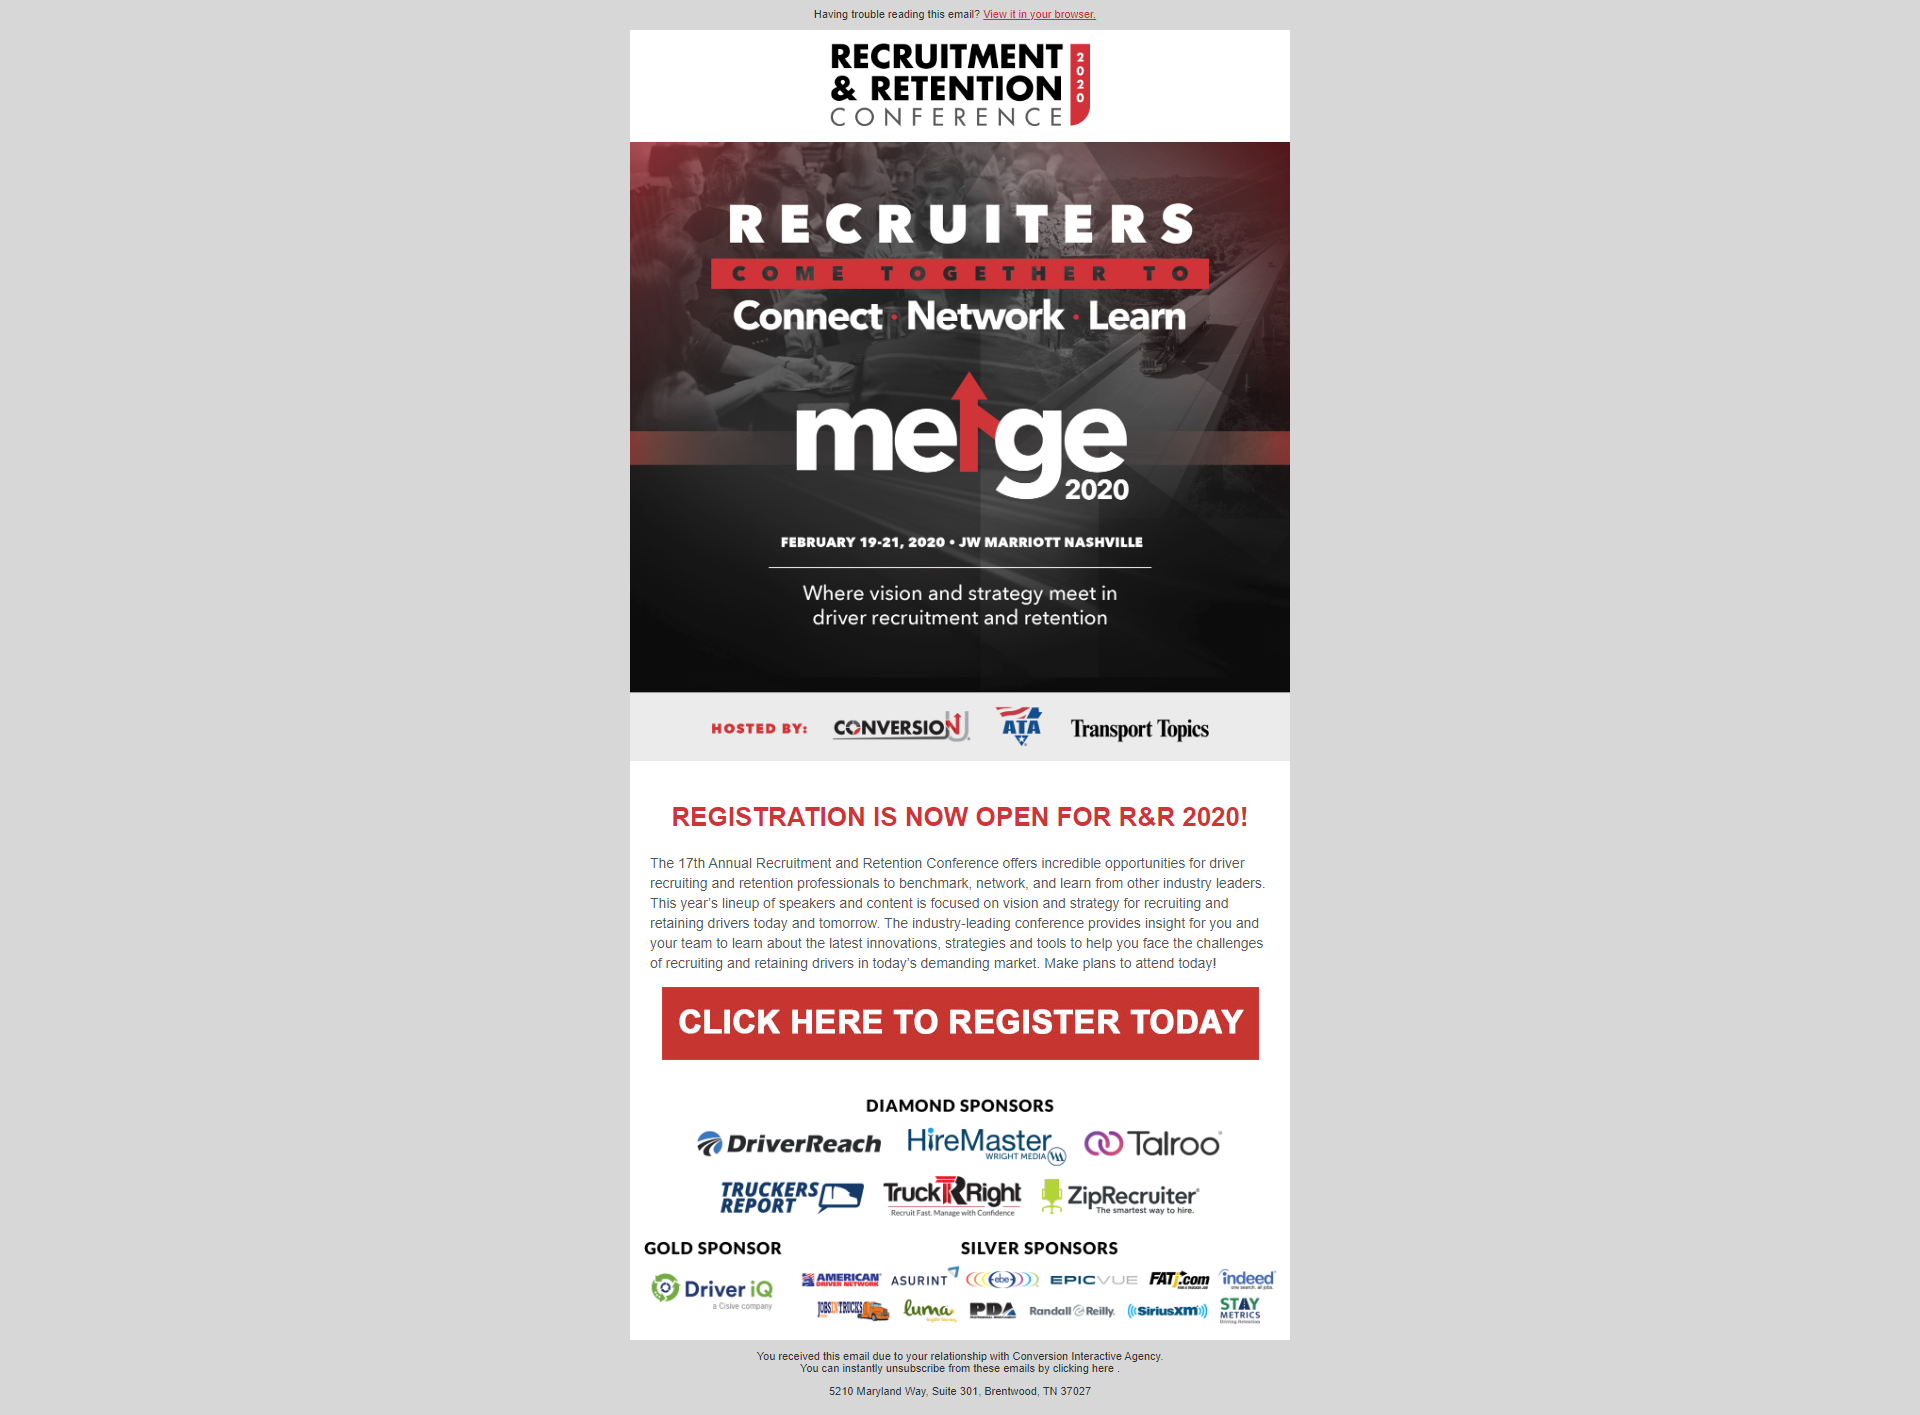 Having trouble reading this email? View it in your browser.
RECRUITMENT
& RETENTION
CONFERENCE
2020
RECRUITERS
COME TOGETHER TO
Connect · Network · Learn
merge
2020
FEBRUARY 19-21, 2020 • JW MARRIOTT NASHVILLE
Where vision and strategy meet in
driver recruitment and retention
HOSTED BY:
CONVERSION
ATA
Transport Topics
REGISTRATION IS NOW OPEN FOR R&R 2020!
The 17th Annual Recruitment and Retention Conference offers incredible opportunities for driver
recruiting and retention professionals to benchmark, network, and learn from other industry leaders.
This year’s lineup of speakers and content is focused on vision and strategy for recruiting and
retaining drivers today and tomorrow. The industry-leading conference provides insight for you and
your team to learn about the latest innovations, strategies and tools to help you face the challenges
of recruiting and retaining drivers in today’s demanding market. Make plans to attend today!
CLICK HERE TO REGISTER TODAY
DIAMOND SPONSORS
DriverReach
HireMaster
WRIGHT MEDIA
Talroo
TRUCKERS
REPORT
TruckRight
Recruit Fast. Manage with Confidence
ZipRecruiter
The smartest way to hire.
GOLD SPONSOR
SILVER SPONSORS
Driver iQ
a Cisive company
AMERICAN
DRIVER NETWORK
ASURINT
ebe
EPICVUE
FATj.com
indeed
one search. all jobs.
JOBSINTRUCKS
luma
PDA
Randall & Reilly.
SiriusXM
STAY
METRICS
Driving Retention
You received this email due to your relationship with Conversion Interactive Agency.
You can instantly unsubscribe from these emails by clicking here .
5210 Maryland Way, Suite 301, Brentwood, TN 37027